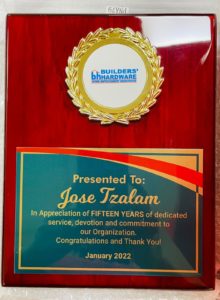 BUILDERS'
bh HARDWARE
Presented To:
Jose Tzalam
In Appreciation of FIFTEEN YEARS of dedicated
service, devotion and commitment to
our Organization.
Congratulations and Thank You!
January 2022